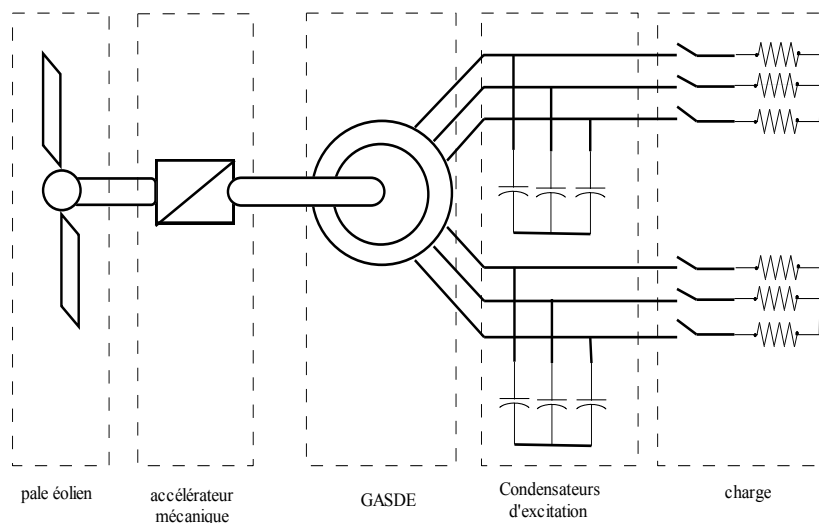 pale éolien
accélérateur
mécanique
GASDE
Condensateurs
d'excitation
charge